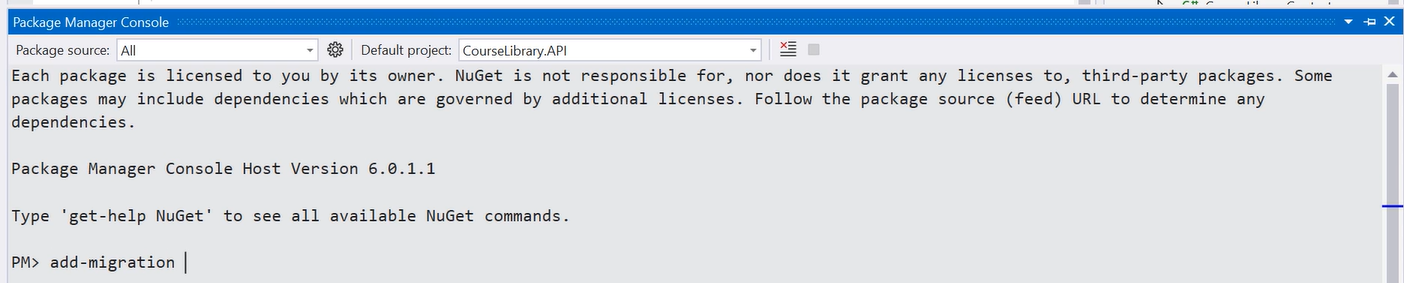 Package Manager Console
Package source: All Default project: CourseLibrary.API
Each package is licensed to you by its owner. NuGet is not responsible for, nor does it grant any licenses to, third-party packages. Some
packages may include dependencies which are governed by additional licenses. Follow the package source (feed) URL to determine any
dependencies.
Package Manager Console Host Version 6.0.1.1
Type 'get-help NuGet' to see all available NuGet commands.
PM> add-migration